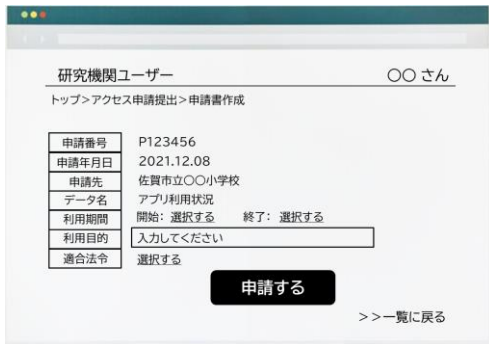 研究機関ユーザー　〇〇 さん
トップ>アクセス申請提出>申請書作成
申請番号　P123456
申請年月日　2021.12.08
申請先　佐賀市立〇〇小学校
データ名　アプリ利用状況
利用期間　開始： 選択する　終了： 選択する
利用目的　入力してください
適合法令　選択する
申請する
>>一覧に戻る